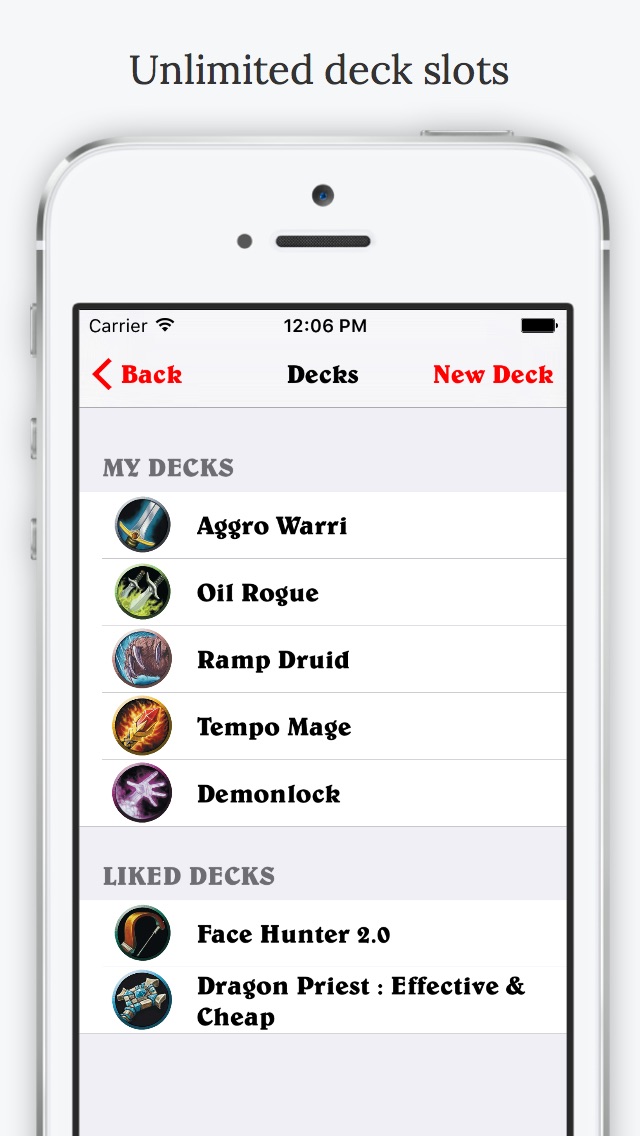 Unlimited deck slots
Carrier 12:06 PM
Back Decks New Deck
MY DECKS
Aggro Warri
Oil Rogue
Ramp Druid
Tempo Mage
Demonlock
LIKED DECKS
Face Hunter 2.0
Dragon Priest : Effective &
Cheap